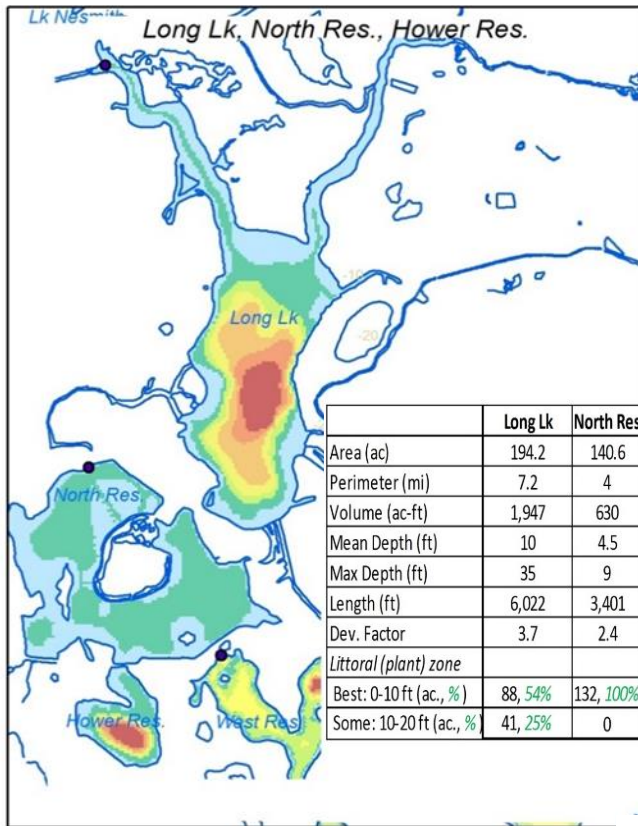 Lk Nesmith
Long Lk, North Res., Hower Res.
-10
Long Lk
-20
Long Lk North Res
Area (ac) 194.2 140.6
Perimeter (mi) 7.2 4
Volume (ac-ft) 1,947 630
Mean Depth (ft) 10 4.5
Max Depth (ft) 35 9
Length (ft) 6,022 3,401
Dev. Factor 3.7 2.4
Littoral (plant) zone
Best: 0-10 ft (ac., %) 88, 54% 132, 100%
Some: 10-20 ft (ac., %) 41, 25% 0
North Res.
Hower Res.
West Res.